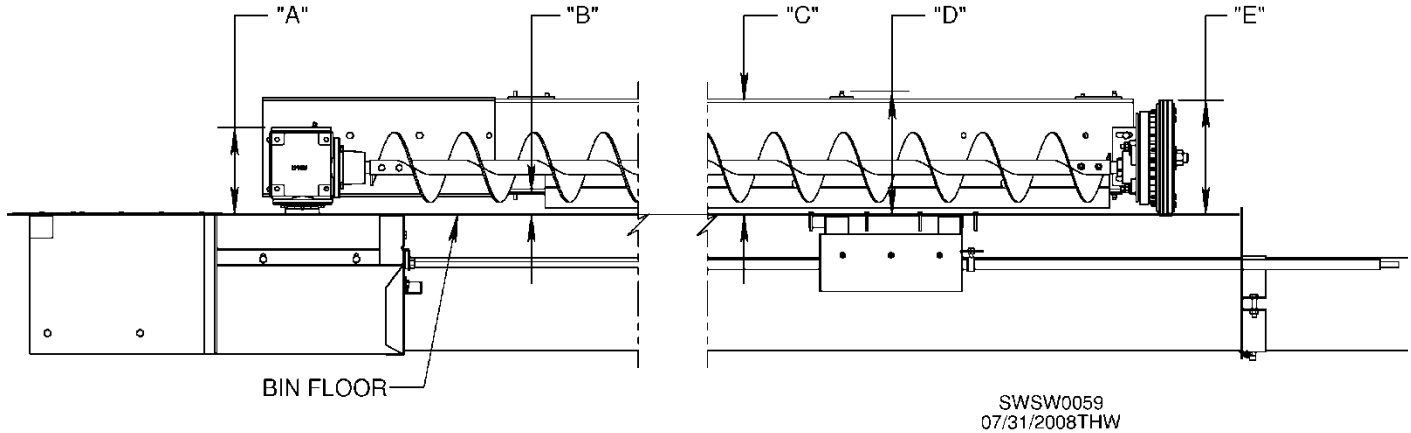 "A"
"B"
"C"
"D"
"E"
BIN FLOOR
SWSW0059
07/31/2008THW